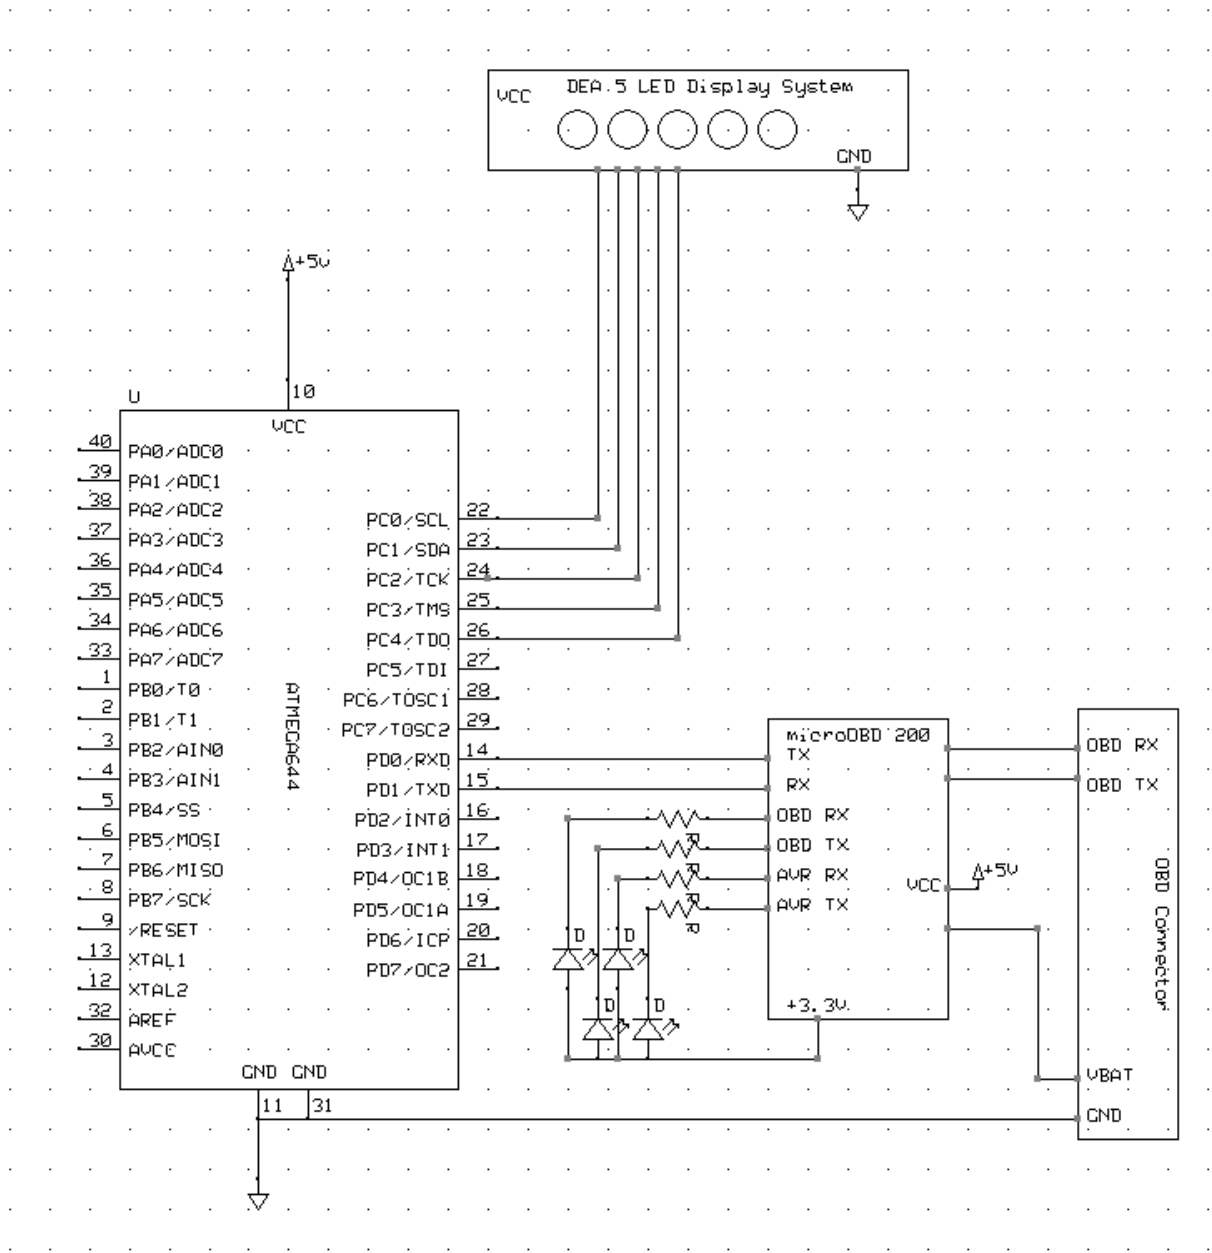 DEA.5 LED Display System
VCC
GND
+5v
U
10
VCC
40 PA0/ADC0
39 PA1/ADC1
38 PA2/ADC2
37 PA3/ADC3
36 PA4/ADC4
35 PA5/ADC5
34 PA6/ADC6
33 PA7/ADC7
1 PB0/T0
2 PB1/T1
3 PB2/AIN0
4 PB3/AIN1
5 PB4/SS
6 PB5/MOSI
7 PB6/MISO
8 PB7/SCK
9 /RESET
13 XTAL1
12 XTAL2
32 AREF
30 AVCC
ATMEGA644
PC0/SCL 22
PC1/SDA 23
PC2/TCK 24
PC3/TMS 25
PC4/TDO 26
PC5/TDI 27
PC6/TOSC1 28
PC7/TOSC2 29
PD0/RXD 14
PD1/TXD 15
PD2/INT0 16
PD3/INT1 17
PD4/OC1B 18
PD5/OC1A 19
PD6/ICP 20
PD7/OC2 21
GND GND
11 31
R
R
R
D D
D D
microOBD 200
TX
RX
OBD RX
OBD TX
AVR RX
AVR TX
VCC
+5v
+3.3v
OBD RX
OBD TX
OBD Connector
VBAT
GND